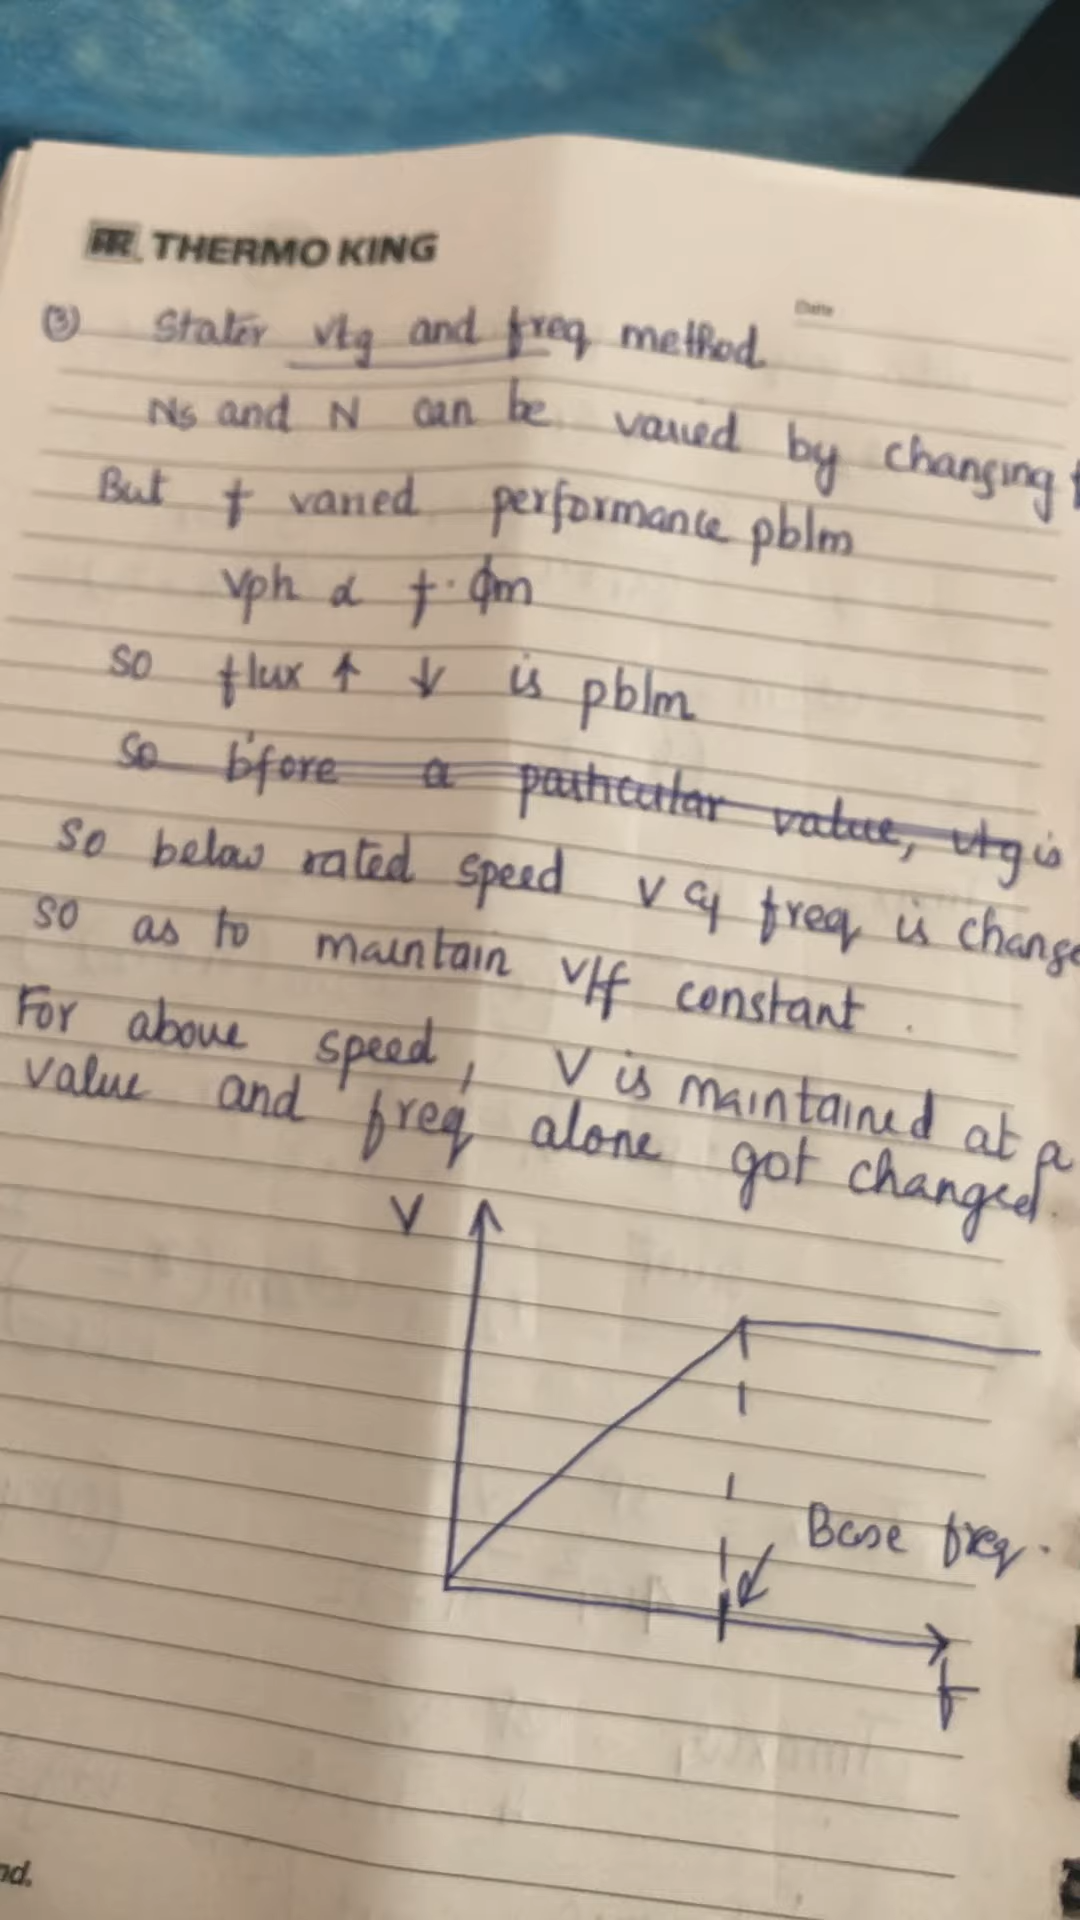 THERMO KING
Date
③ Stator vtg and freq method
Ns and N can be varied by changing f
But f varied performance pblm
Vph α f. ϕm
so flux ↑ ↓ is pblm
So b'fore a particular value, vtg is
So below rated speed V freq is change
so as to maintain V/f constant.
For above speed, V is maintained at a
value and freq alone got changed.
V
Base freq.
f
nd.